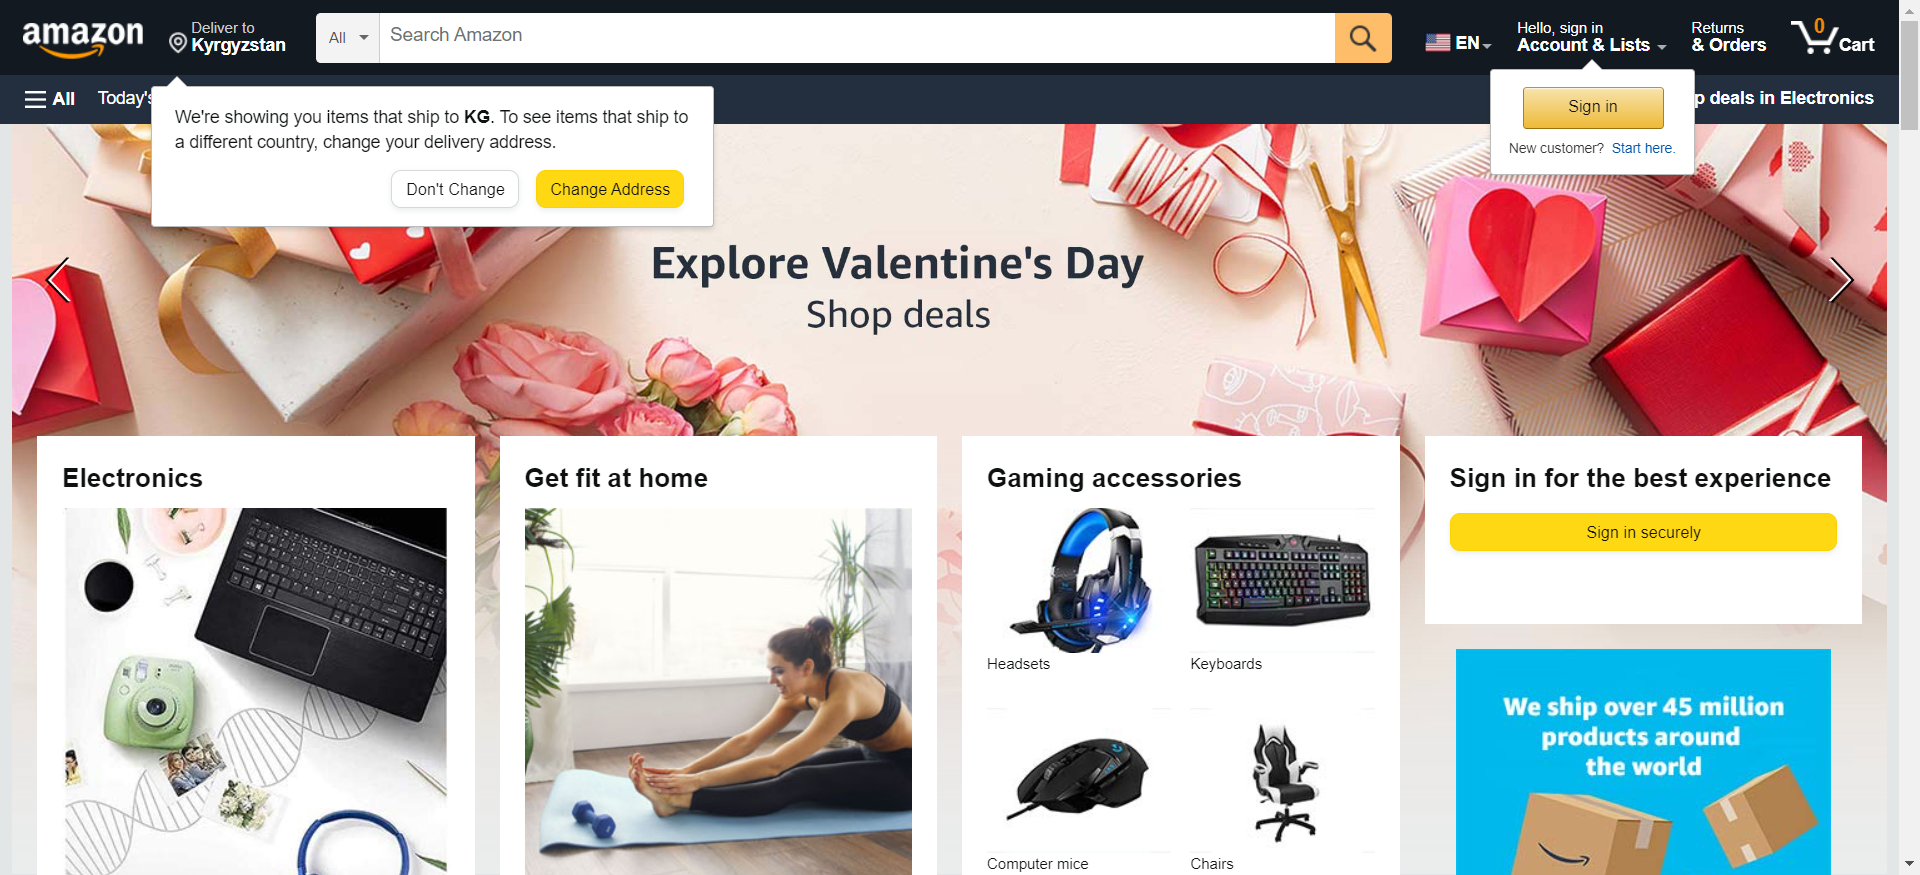 amazon
Deliver to
Kyrgyzstan
All
Search Amazon
EN
Hello, sign in
Account & Lists
Returns
& Orders
0
Cart
All
Today's
deals in Electronics
We're showing you items that ship to KG. To see items that ship to
a different country, change your delivery address.
Don't Change
Change Address
Sign in
New customer? Start here.
Explore Valentine's Day
Shop deals
Electronics
Get fit at home
Gaming accessories
Headsets
Keyboards
Computer mice
Chairs
Sign in for the best experience
Sign in securely
We ship over 45 million
products around
the world